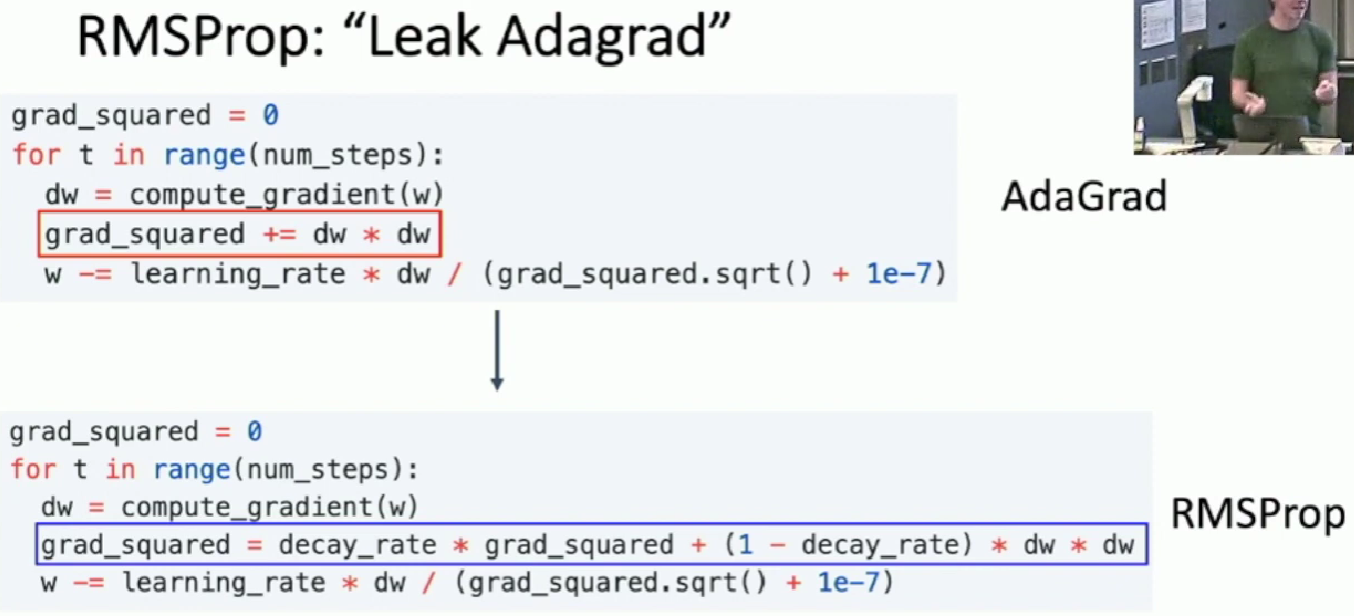 RMSProp: “Leak Adagrad”
grad_squared = 0
for t in range(num_steps):
dw = compute_gradient(w)
grad_squared += dw * dw
w -= learning_rate * dw / (grad_squared.sqrt() + 1e-7)
AdaGrad
grad_squared = 0
for t in range(num_steps):
dw = compute_gradient(w)
grad_squared = decay_rate * grad_squared + (1 - decay_rate) * dw * dw
w -= learning_rate * dw / (grad_squared.sqrt() + 1e-7)
RMSProp